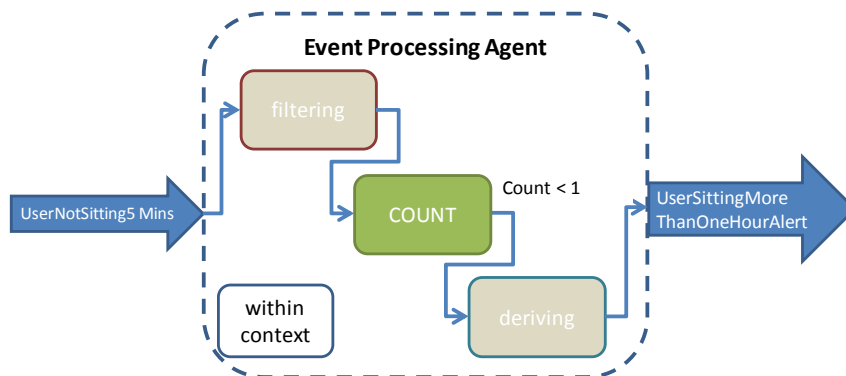 Event Processing Agent
filtering
UserNotSitting5 Mins
COUNT
Count < 1
UserSittingMore
ThanOneHourAlert
within
context
deriving